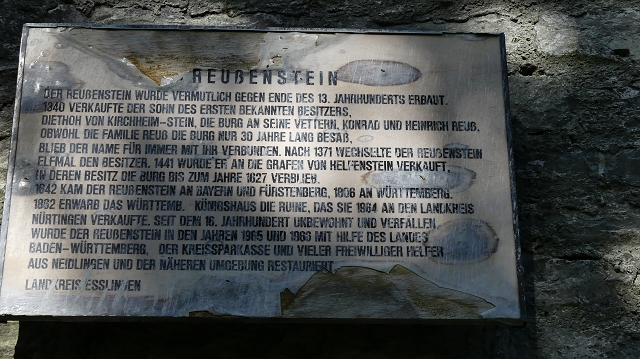 REUßENSTEIN
DER REUßENSTEIN WURDE VERMUTLICH GEGEN ENDE DES 13. JAHRHUNDERTS ERBAUT.
1340 VERKAUFTE DER SOHN DES ERSTEN BEKANNTEN BESITZERS,
DIETHOH VON KIRCHHEIM-STEIN, DIE BURG AN SEINE VETTERN, KONRAD UND HEINRICH REUß.
OBWOHL DIE FAMILIE REUß DIE BURG NUR 30 JAHRE LANG BESAß,
BLIEB DER NAME FÜR IMMER MIT IHR VERBUNDEN. NACH 1371 WECHSELTE DER REUßENSTEIN
ELFMAL DEN BESITZER. 1441 WURDE ER AN DIE GRAFEN VON HELFENSTEIN VERKAUFT,
IN DEREN BESITZ DIE BURG BIS ZUM JAHRE 1627 VERBLIEB.
1642 KAM DER REUßENSTEIN AN BAYERN UND FÜRSTENBERG, 1806 AN WÜRTTEMBERG.
1862 ERWARB DAS WÜRTTEMB. KÖNIGSHAUS DIE RUINE, DAS SIE 1964 AN DEN LANDKREIS
NÜRTINGEN VERKAUFTE. SEIT DEM 16. JAHRHUNDERT UNBEWOHNT UND VERFALLEN,
WURDE DER REUßENSTEIN IN DEN JAHREN 1965 UND 1966 MIT HILFE DES LANDES
BADEN-WÜRTTEMBERG, DER KREISSPARKASSE UND VIELER FREIWILLIGER HELFER
AUS NEIDLINGEN UND DER NÄHEREN UMGEBUNG RESTAURIERT.
LANDKREIS ESSLINGEN